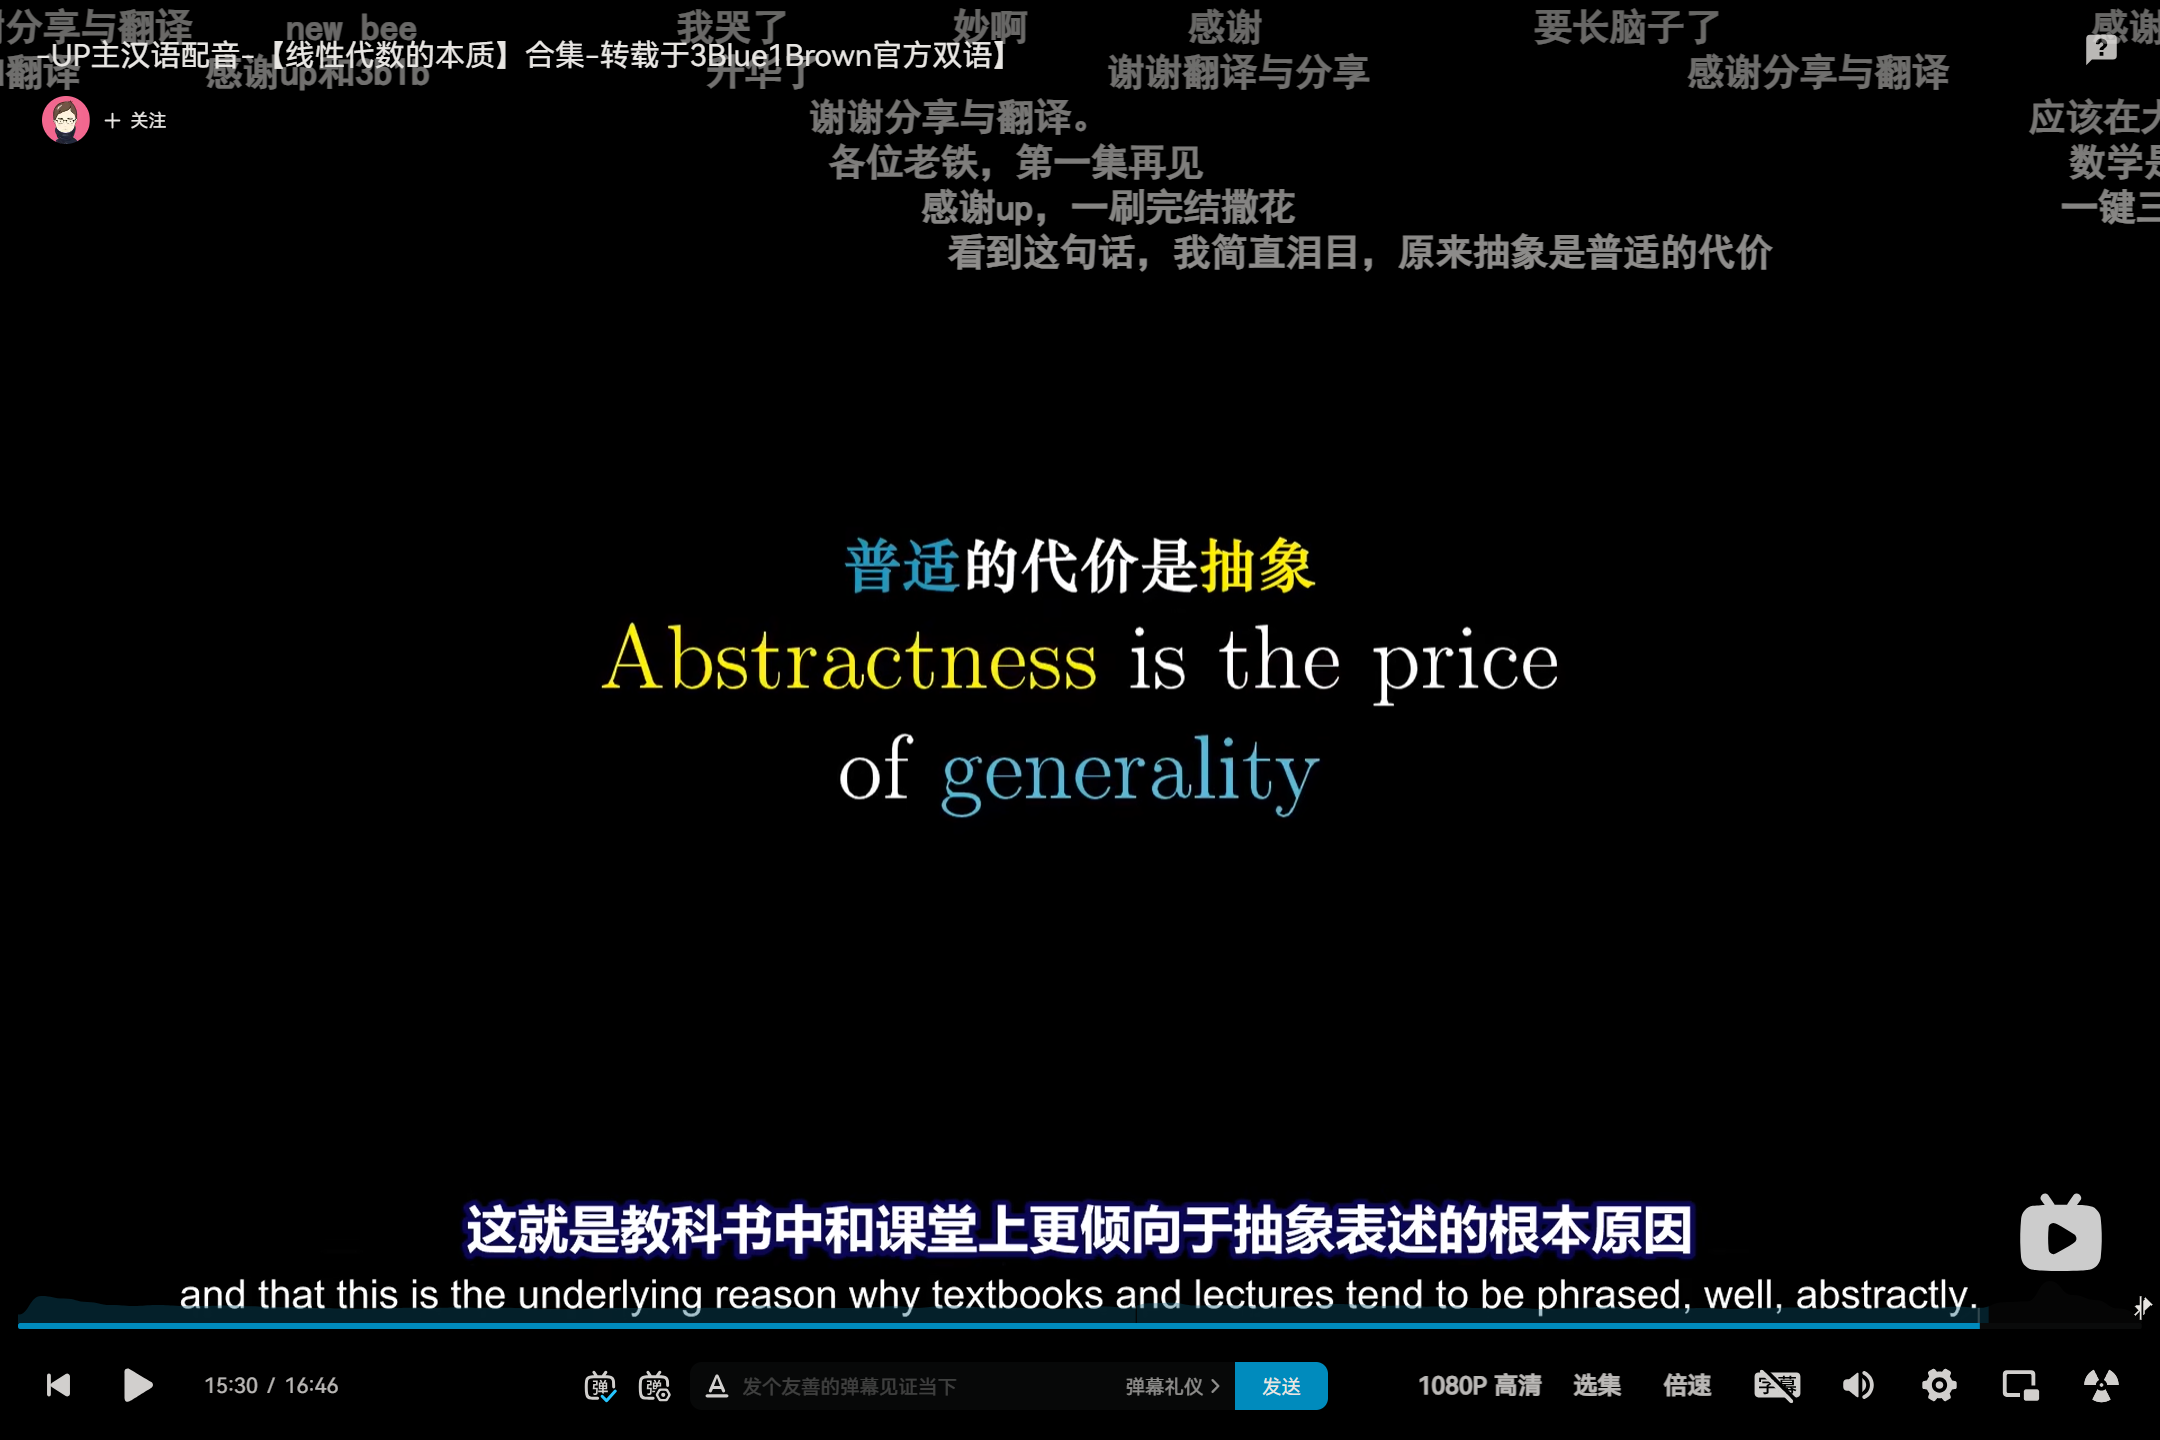 分享与翻译
new bee
我哭了
妙啊
感谢
要长脑子了
感谢
-UP主汉语配音-【线性代数的本质】合集-转载于3Blue1Brown官方双语】
翻译
感谢up和3b1b
升华了
谢谢翻译与分享
感谢分享与翻译
+ 关注
谢谢分享与翻译。
应该在
各位老铁，第一集再见
数学是
感谢up，一刷完结撒花
一键三
看到这句话，我简直泪目，原来抽象是普适的代价
普适的代价是抽象
Abstractness is the price
of generality
这就是教科书中和课堂上更倾向于抽象表述的根本原因
and that this is the underlying reason why textbooks and lectures tend to be phrased, well, abstractly.
15:30 / 16:46
弹
弹
A 发个友善的弹幕见证当下
弹幕礼仪 >
发送
1080P 高清
选集
倍速
字幕